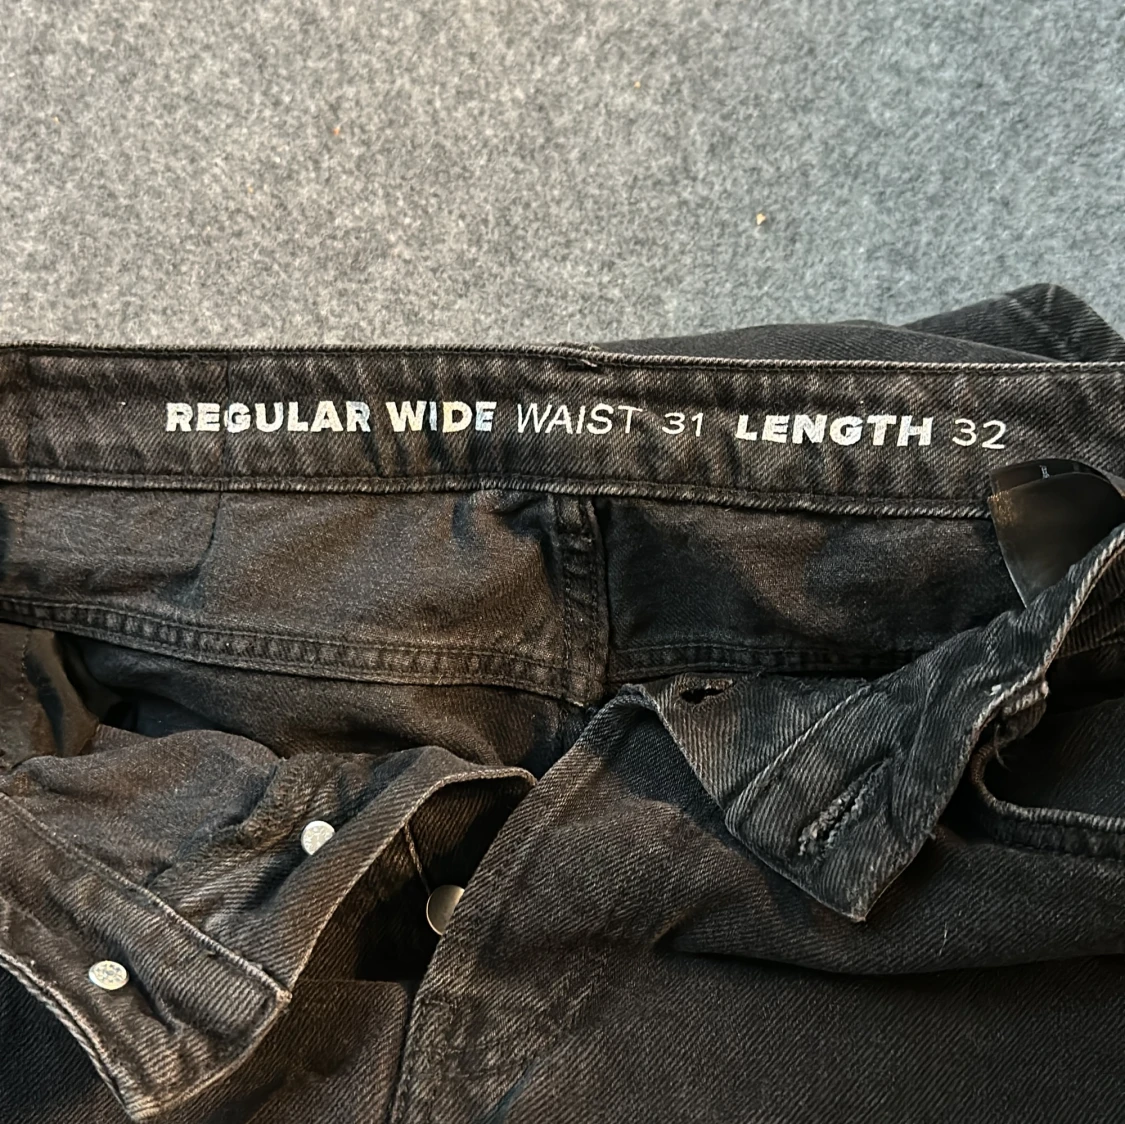 REGULAR WIDE WAIST 31 LENGTH 32